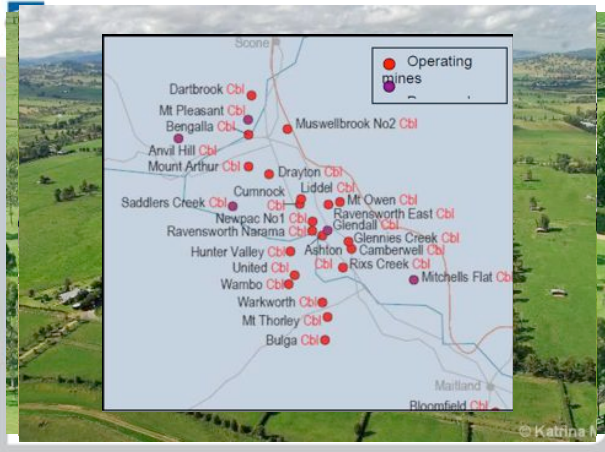 Scone
Operating
mines
Dartbrook Cbl
Mt Pleasant Cbl
Bengalla Cbl
Muswellbrook No2 Cbl
Anvil Hill Cbl
Mount Arthur Cbl
Drayton Cbl
Cumnock
Cbl
Liddel Cbl
Saddlers Creek Cbl
Mt Owen Cbl
Ravensworth East Cbl
Newpac No1 Cbl
Glendall Cbl
Ravensworth Narama Cbl
Glennies Creek Cbl
Hunter Valley Cbl
Ashton
Cbl
Camberwell Cbl
United Cbl
Rixs Creek Cbl
Wambo Cbl
Mitchells Flat Cbl
Warkworth Cbl
Mt Thorley Cbl
Bulga Cbl
Maitland
Bloomfield Cbl
© Katrina